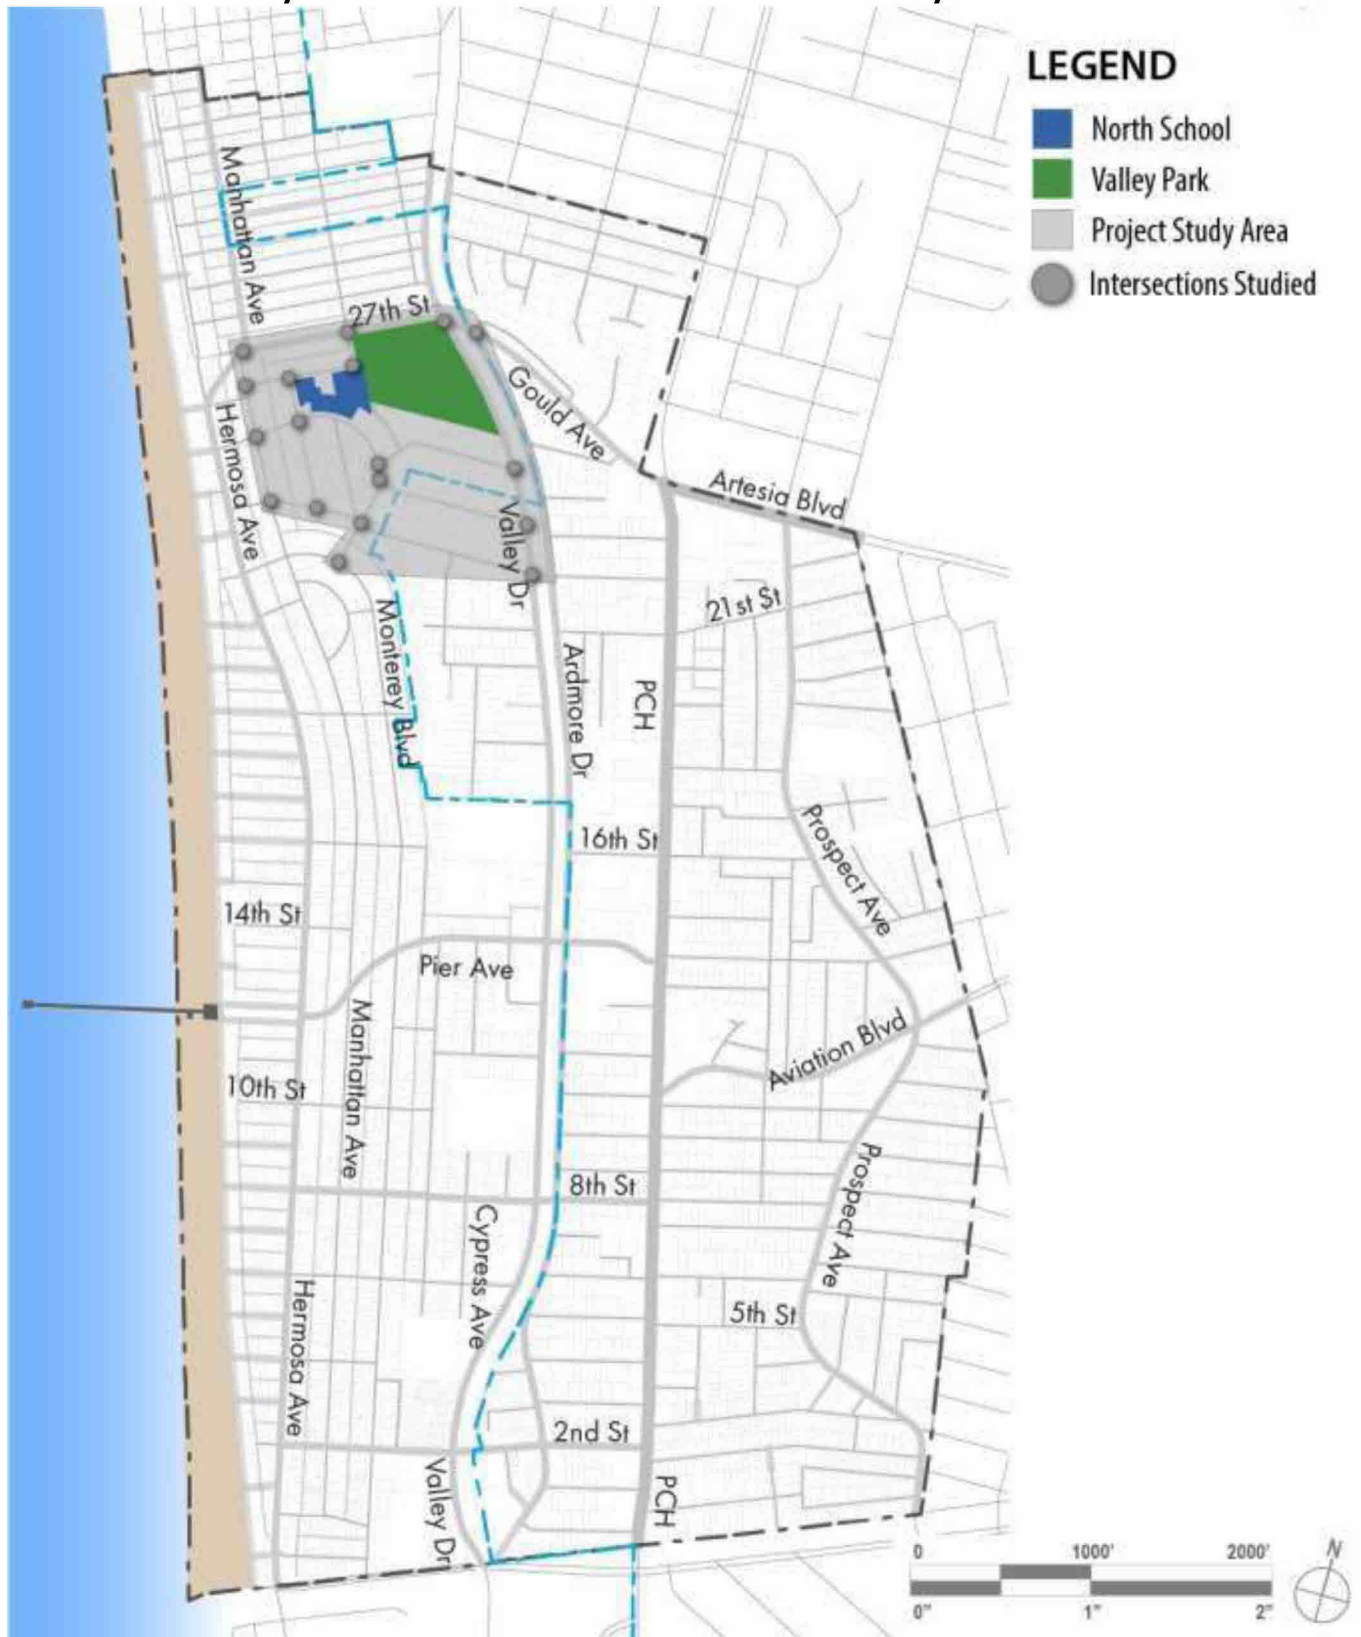 LEGEND
North School
Valley Park
Project Study Area
Intersections Studied
Manhattan Ave
27th St
Gould Ave
Hermosa Ave
Artesia Blvd
Valley Dr
21st St
Monterey Blvd
Ardmore Dr
PCH
16th St
Prospect Ave
14th St
Pier Ave
Manhattan Ave
Aviation Blvd
10th St
8th St
Prospect Ave
Cypress Ave
Hermosa Ave
5th St
2nd St
Valley Dr
PCH
0 1000' 2000'
0" 1" 2"
N